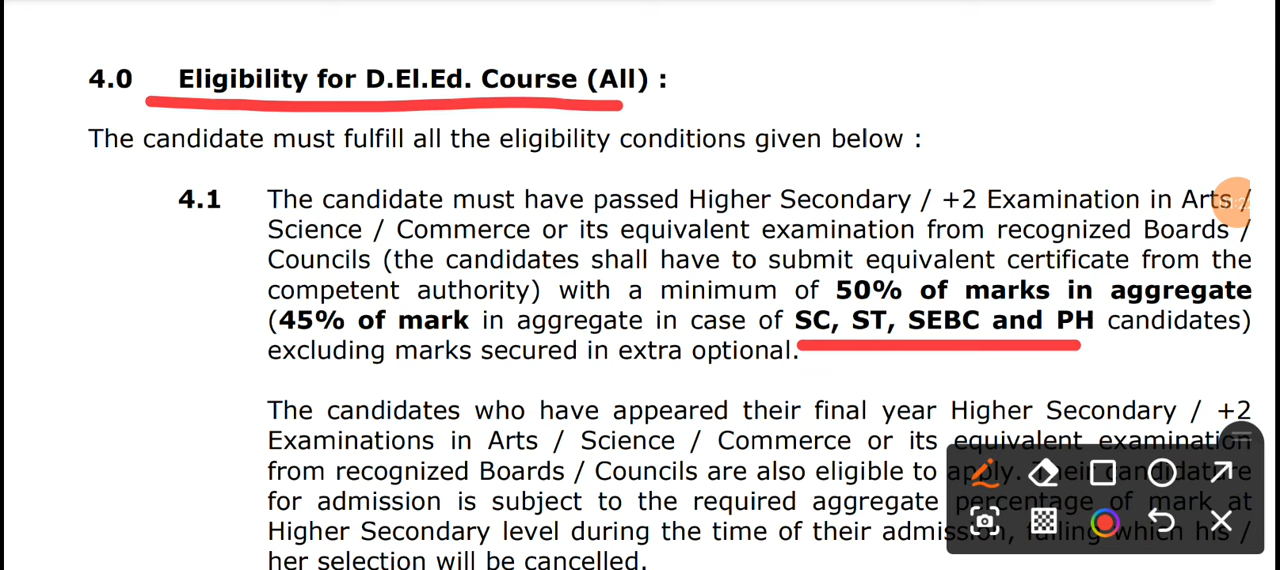 4.0 Eligibility for D.El.Ed. Course (All) :
The candidate must fulfill all the eligibility conditions given below :
4.1 The candidate must have passed Higher Secondary / +2 Examination in Arts /
Science / Commerce or its equivalent examination from recognized Boards /
Councils (the candidates shall have to submit equivalent certificate from the
competent authority) with a minimum of 50% of marks in aggregate
(45% of mark in aggregate in case of SC, ST, SEBC and PH candidates)
excluding marks secured in extra optional.
The candidates who have appeared their final year Higher Secondary / +2
Examinations in Arts / Science / Commerce or its equivalent examination
from recognized Boards / Councils are also eligible to apply. Their candidature
for admission is subject to the required aggregate percentage of mark at
Higher Secondary level during the time of their admission, failing which his /
her selection will be cancelled.